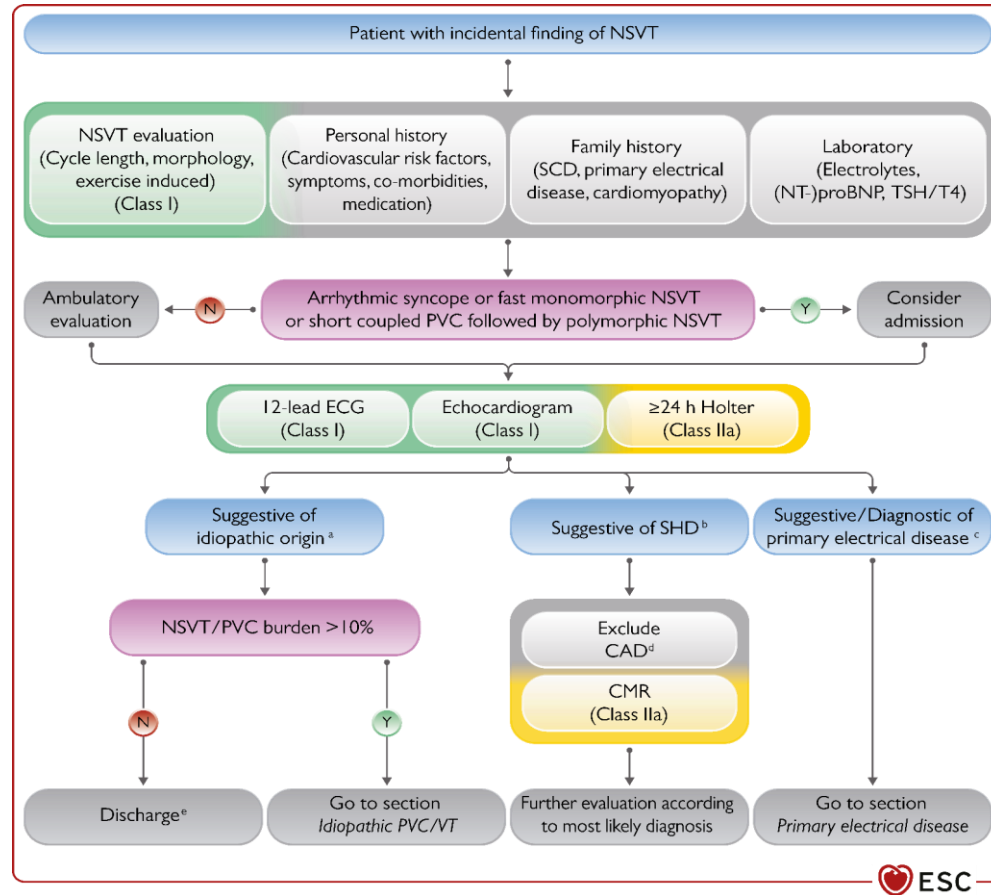 Patient with incidental finding of NSVT
NSVT evaluation
(Cycle length, morphology,
exercise induced)
(Class I)
Personal history
(Cardiovascular risk factors,
symptoms, co-morbidities,
medication)
Family history
(SCD, primary electrical
disease, cardiomyopathy)
Laboratory
(Electrolytes,
(NT-)proBNP, TSH/T4)
Ambulatory
evaluation
N
Arrhythmic syncope or fast monomorphic NSVT
or short coupled PVC followed by polymorphic NSVT
Y
Consider
admission
12-lead ECG
(Class I)
Echocardiogram
(Class I)
≥24 h Holter
(Class IIa)
Suggestive of
idiopathic origin a
Suggestive of SHD b
Suggestive/Diagnostic of
primary electrical disease c
NSVT/PVC burden >10%
Exclude
CAD d
CMR
(Class IIa)
N
Y
Discharge e
Go to section
Idiopathic PVC/VT
Further evaluation according
to most likely diagnosis
Go to section
Primary electrical disease
ESC